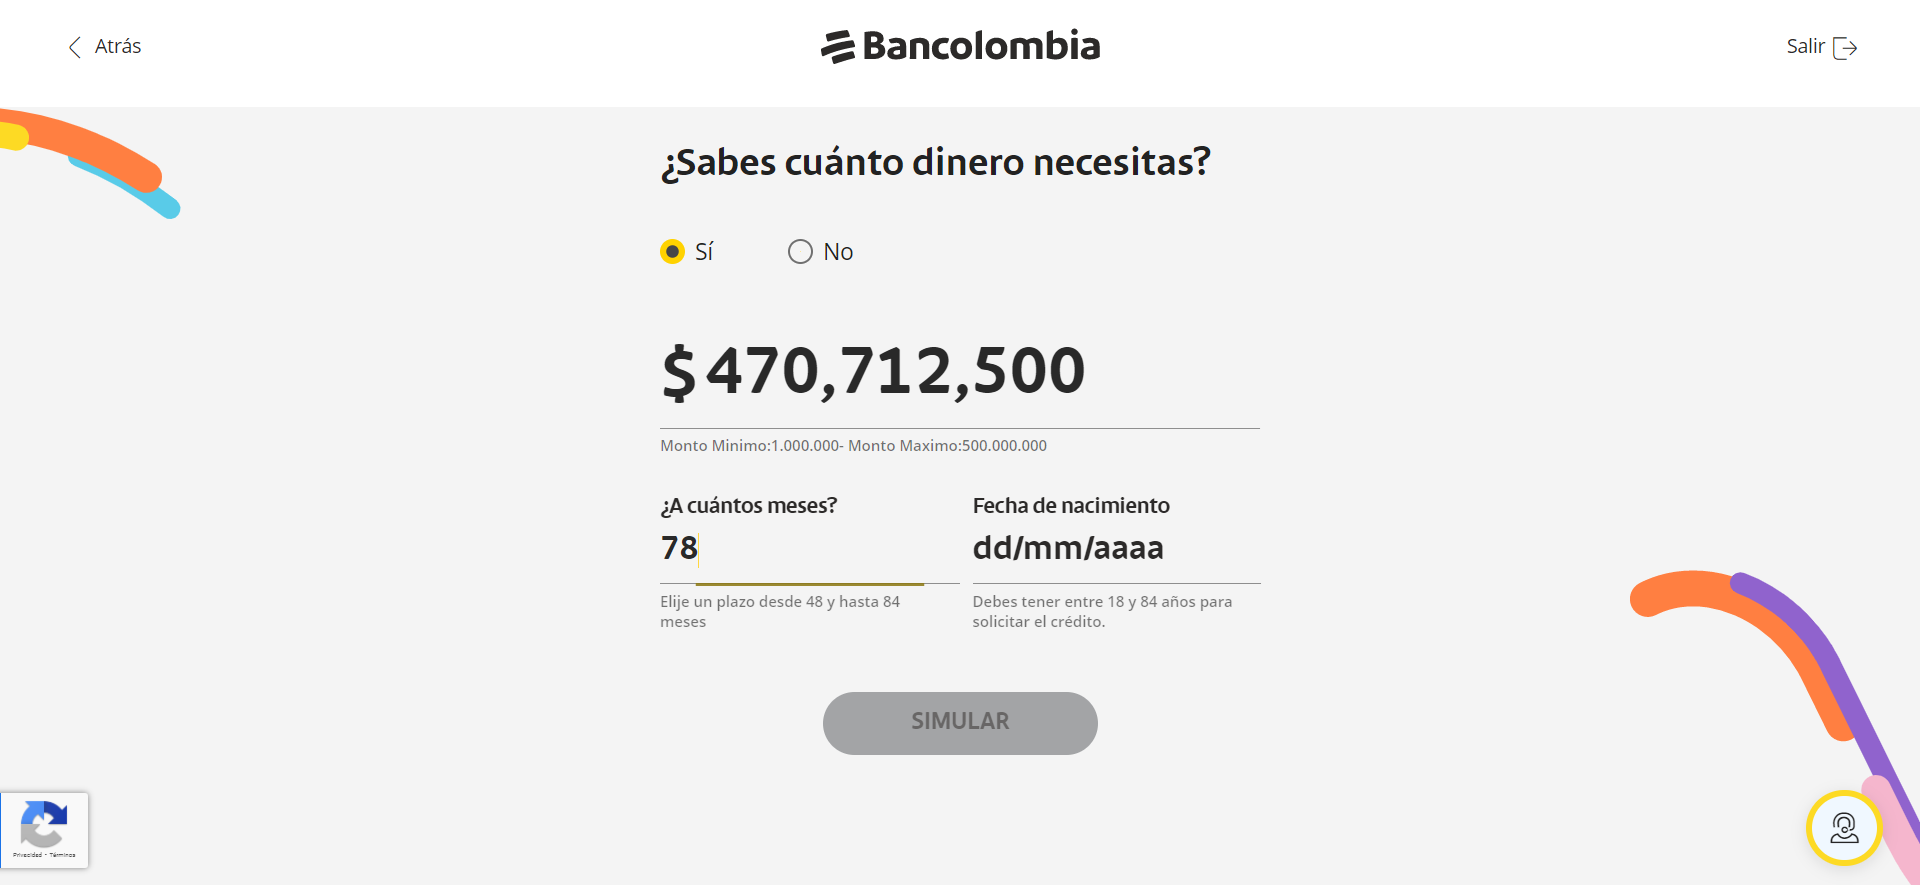 Atrás
Bancolombia
Salir
¿Sabes cuánto dinero necesitas?
Sí
No
$ 470,712,500
Monto Minimo:1.000.000- Monto Maximo:500.000.000
¿A cuántos meses?
78
Elije un plazo desde 48 y hasta 84
meses
Fecha de nacimiento
dd/mm/aaaa
Debes tener entre 18 y 84 años para
solicitar el crédito.
SIMULAR
Privacidad - Términos